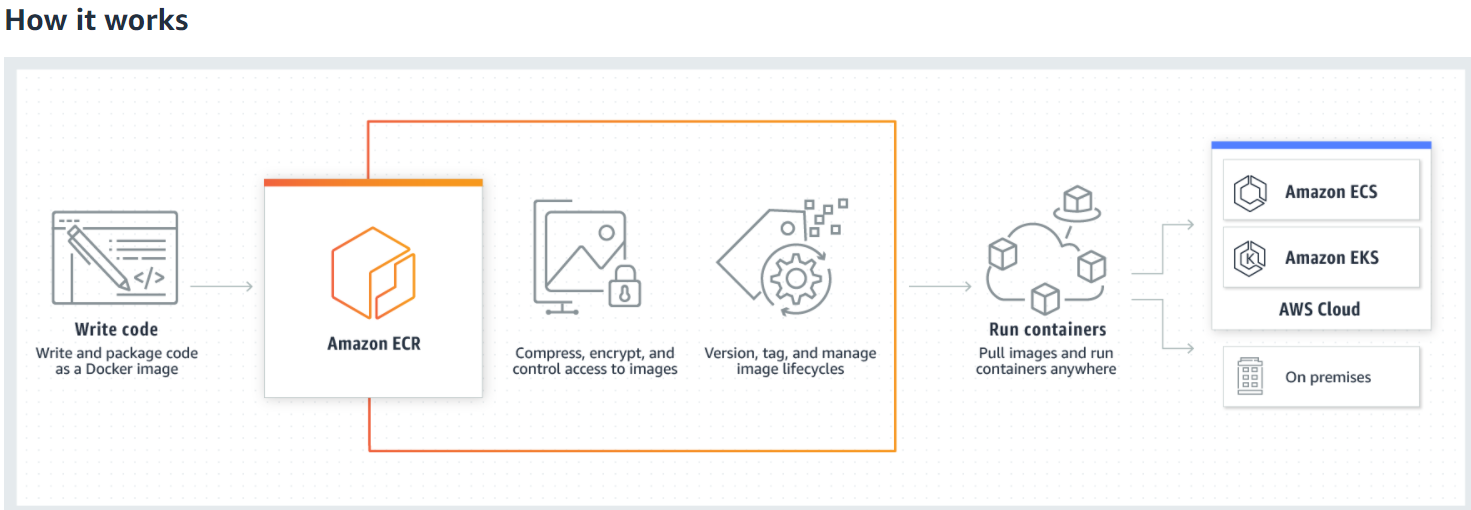 How it works
Write code
Write and package code
as a Docker image
Amazon ECR
Compress, encrypt, and
control access to images
Version, tag, and manage
image lifecycles
Run containers
Pull images and run
containers anywhere
Amazon ECS
Amazon EKS
AWS Cloud
On premises